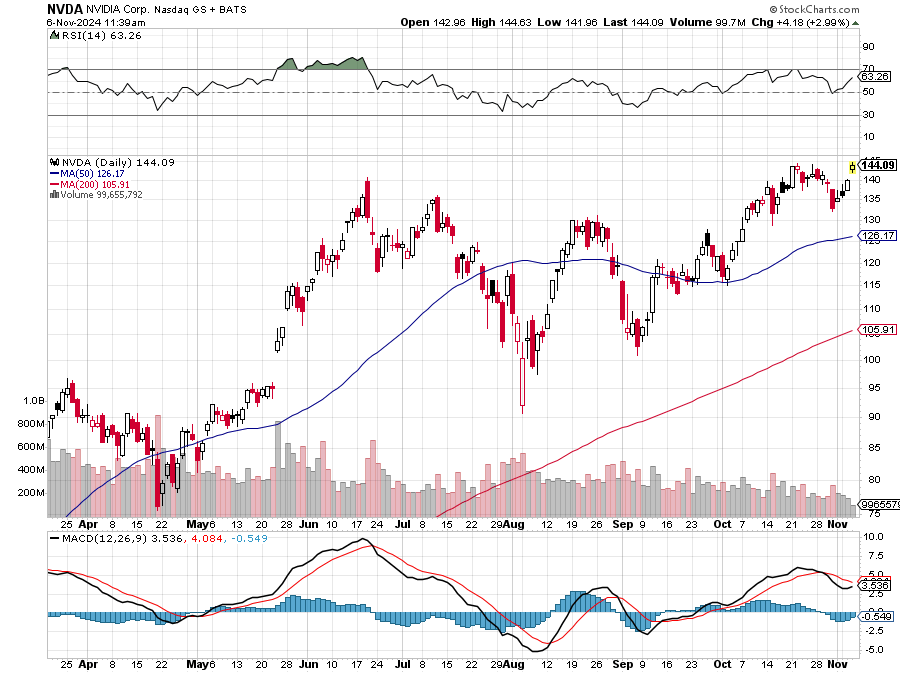 NVDA NVIDIA Corp. Nasdaq GS + BATS © StockCharts.com
6-Nov-2024 11:39am Open 142.96 High 144.63 Low 141.96 Last 144.09 Volume 99.7M Chg +4.18 (+2.99%)
RSI(14) 63.26
90
70
63.26
50
30
10
NVDA (Daily) 144.09
MA(50) 126.17
MA(200) 105.91
Volume 99,655,792
144.09
140
135
130
126.17
120
115
110
105.91
100
95
90
85
80
75
1.0B
800M
600M
400M
200M
9965579
25 Apr 8 15 22 May 6 13 20 28 Jun 10 17 24 Jul 8 15 22 29 Aug 12 19 26 Sep 9 16 23 Oct 7 14 21 28 Nov
MACD(12,26,9) 3.536, 4.084, -0.549
10.0
7.5
5.0
3.536
-0.549
-2.5
-5.0
25 Apr 8 15 22 May 6 13 20 28 Jun 10 17 24 Jul 8 15 22 29 Aug 12 19 26 Sep 9 16 23 Oct 7 14 21 28 Nov